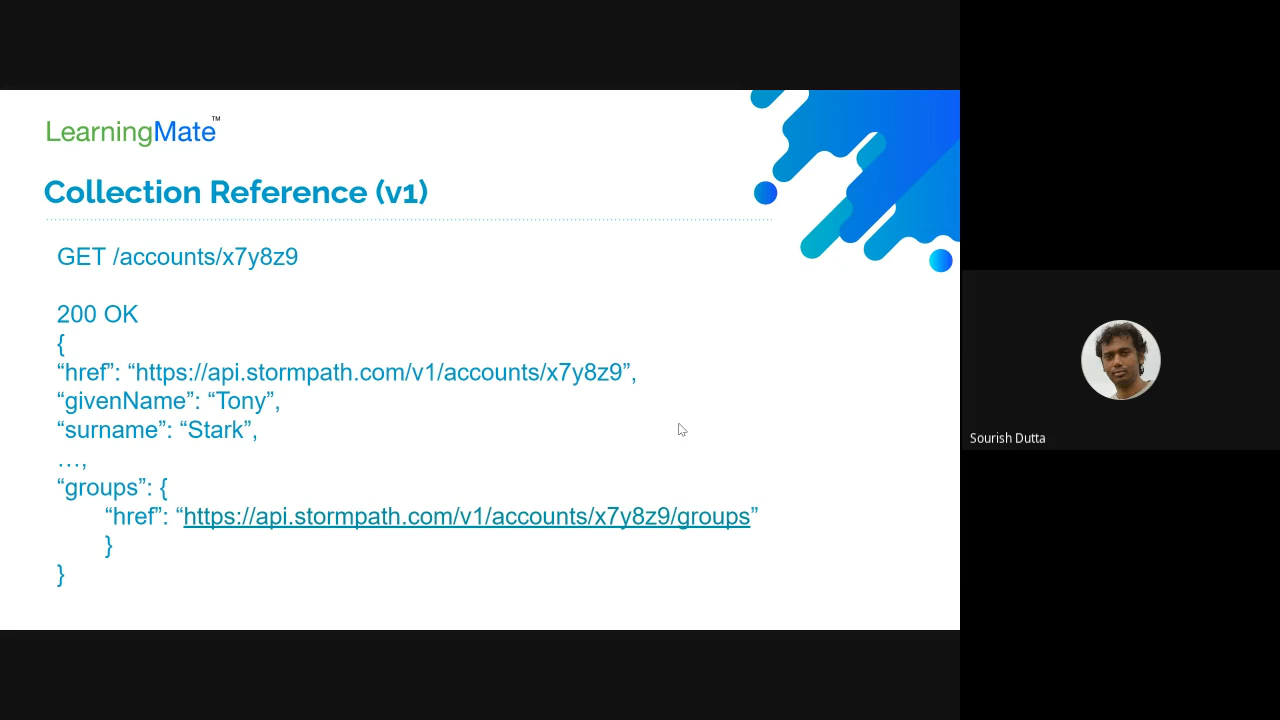 LearningMate™
Collection Reference (v1)
GET /accounts/x7y8z9
200 OK
{
“href”: “https://api.stormpath.com/v1/accounts/x7y8z9”,
“givenName”: “Tony”,
“surname”: “Stark”,
…,
“groups”: {
“href”: “https://api.stormpath.com/v1/accounts/x7y8z9/groups”
}
}
Sourish Dutta